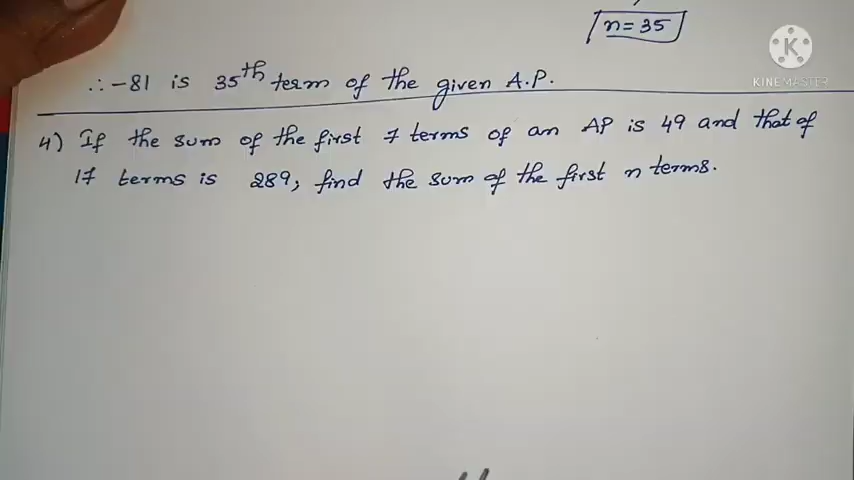 n = 35
∴ -81 is 35th term of the given A.P.
KINEMASTER
4) If the sum of the first 7 terms of an AP is 49 and that of
17 terms is 289, find the sum of the first n terms.